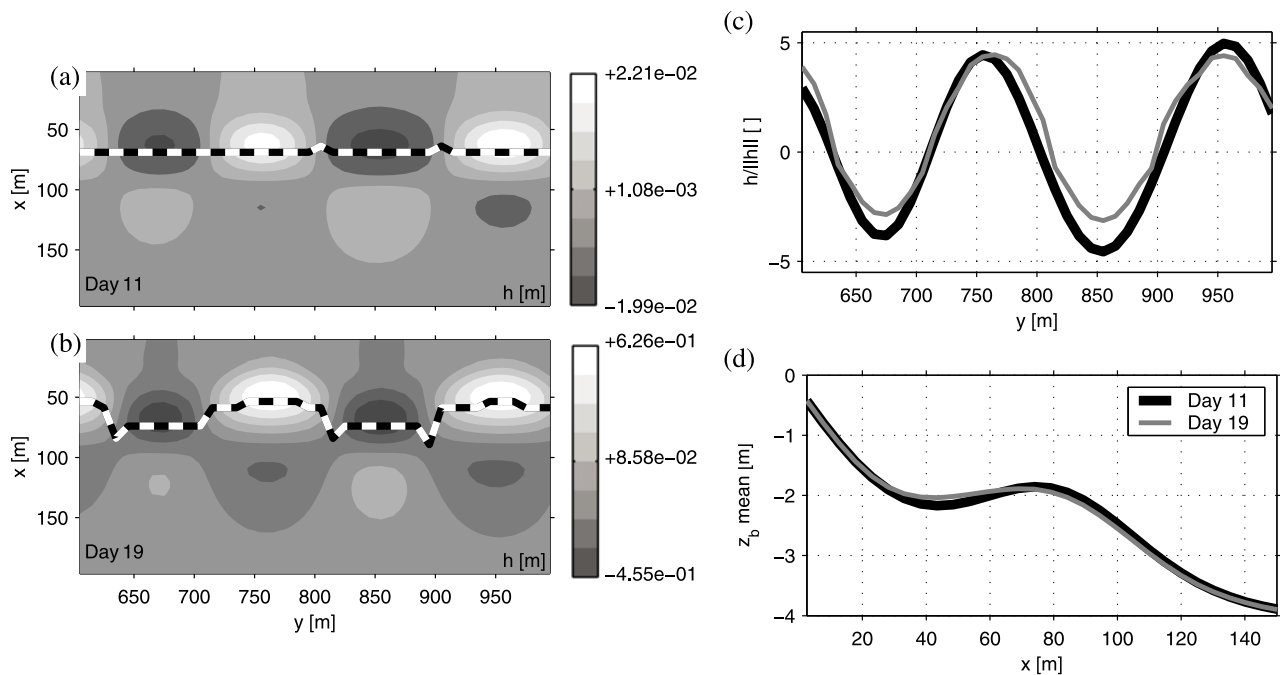 (a)
x [m]
50
100
150
Day 11
h [m]
+2.21e−02
+1.08e−03
−1.99e−02
(b)
x [m]
50
100
150
Day 19
h [m]
650 700 750 800 850 900 950
y [m]
+6.26e−01
+8.58e−02
−4.55e−01
(c)
h/||h|| [ ]
5
0
−5
650 700 750 800 850 900 950
y [m]
(d)
z_b mean [m]
0
−1
−2
−3
−4
Day 11
Day 19
20 40 60 80 100 120 140
x [m]